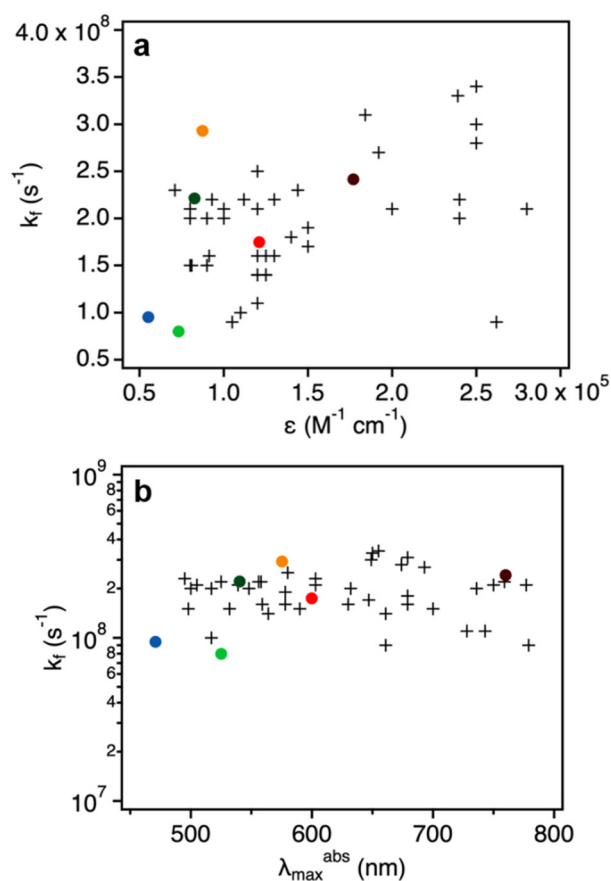 a
4.0 x 10⁸
3.5
3.0
2.5
2.0
1.5
1.0
0.5
k_f (s⁻¹)
0.5 1.0 1.5 2.0 2.5 3.0 x 10⁵
ε (M⁻¹ cm⁻¹)
b
10⁹
8
6
4
2
10⁸
8
6
4
2
10⁷
k_f (s⁻¹)
500 600 700 800
λ_max^abs (nm)